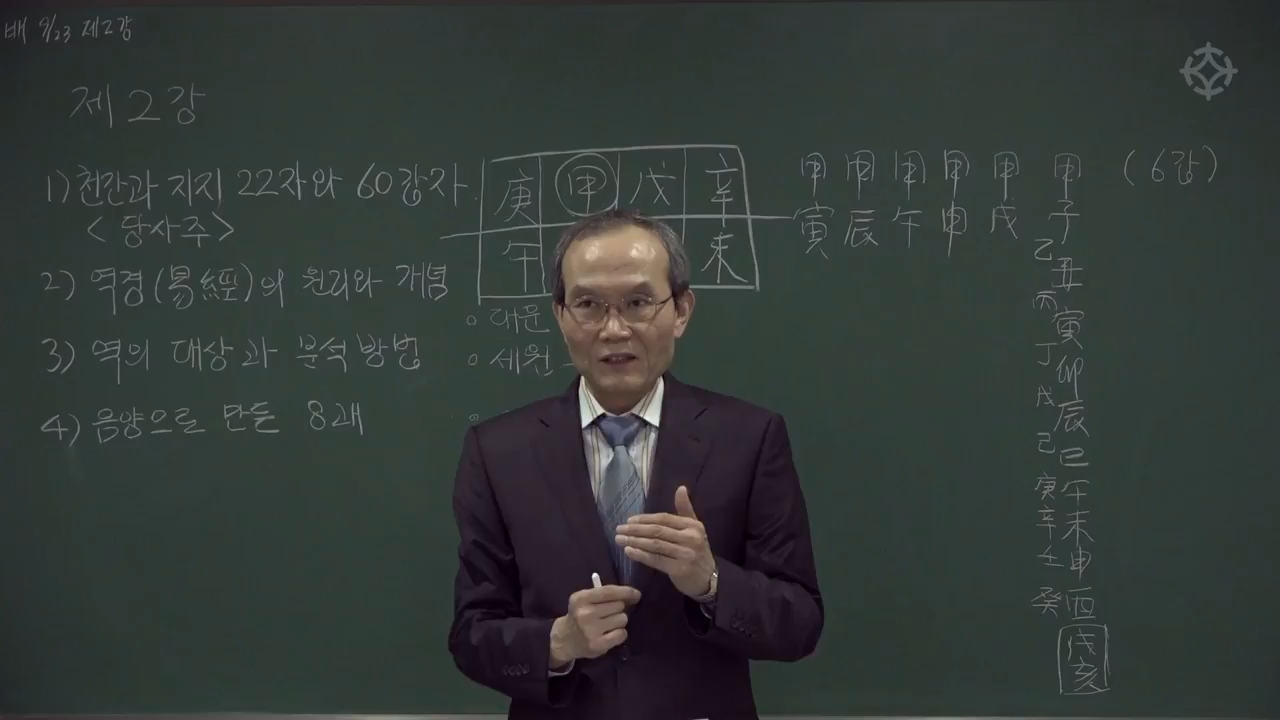 배 9/23 제2강
제2강
1) 천간과 지지 22자와 60갑자
<당사주>
2) 역경(易經)의 원리와 개념
3) 역의 대상과 분석방법
4) 음양으로 만든 8괘
庚 甲 戊 辛
午 未
대운
세원
甲 甲 甲 甲 甲 甲 (6갑)
寅 辰 午 申 戌 子
乙 丑
丙 寅
丁 卯
戊 辰
己 巳
庚 午
辛 未
壬 申
癸 酉
戌
亥